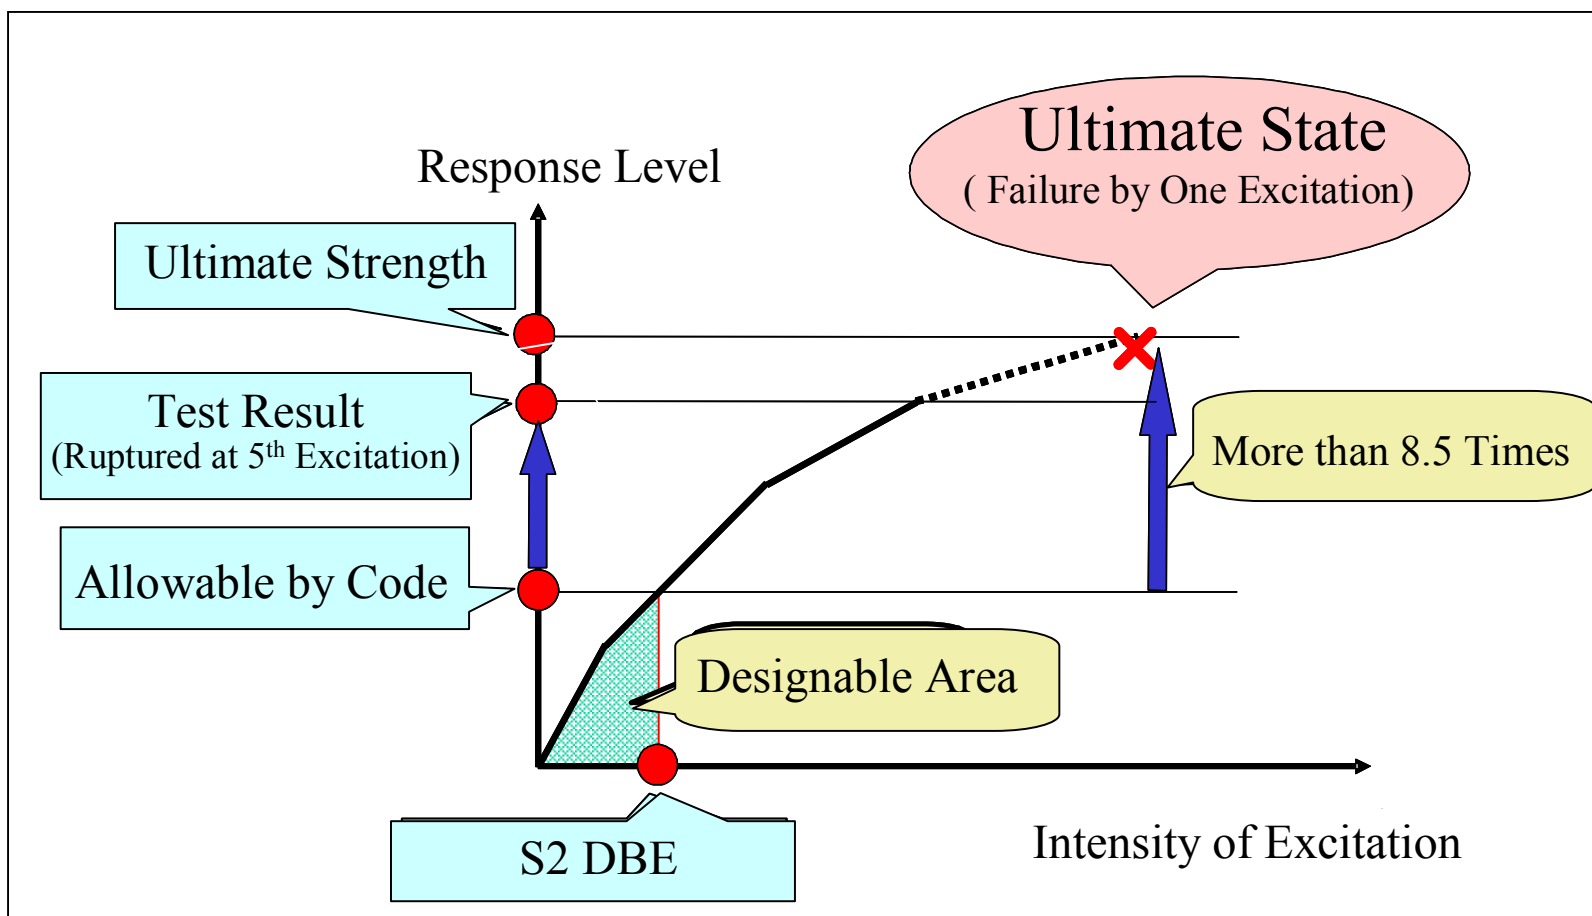 Ultimate State
( Failure by One Excitation)
Response Level
Ultimate Strength
Test Result
(Ruptured at 5th Excitation)
More than 8.5 Times
Allowable by Code
Designable Area
S2 DBE
Intensity of Excitation